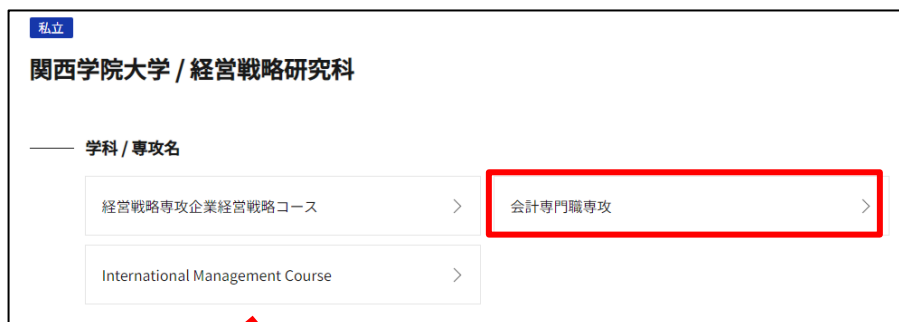 私立
関西学院大学 / 経営戦略研究科
学科 / 専攻名
経営戦略専攻企業経営戦略コース
会計専門職専攻
International Management Course